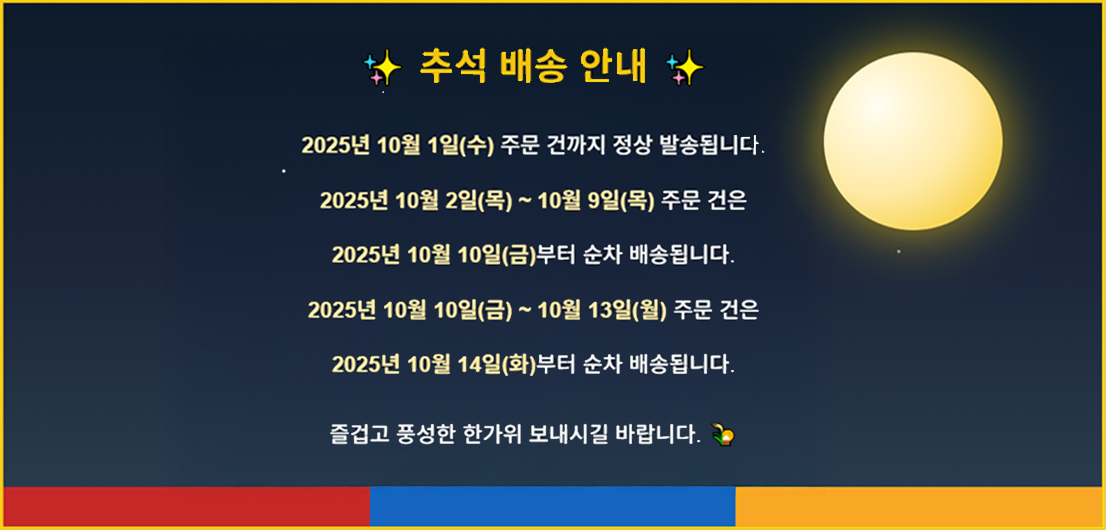 ✨ 추석 배송 안내 ✨
2025년 10월 1일(수) 주문 건까지 정상 발송됩니다.
2025년 10월 2일(목) ~ 10월 9일(목) 주문 건은
2025년 10월 10일(금)부터 순차 배송됩니다.
2025년 10월 10일(금) ~ 10월 13일(월) 주문 건은
2025년 10월 14일(화)부터 순차 배송됩니다.
즐겁고 풍성한 한가위 보내시길 바랍니다.